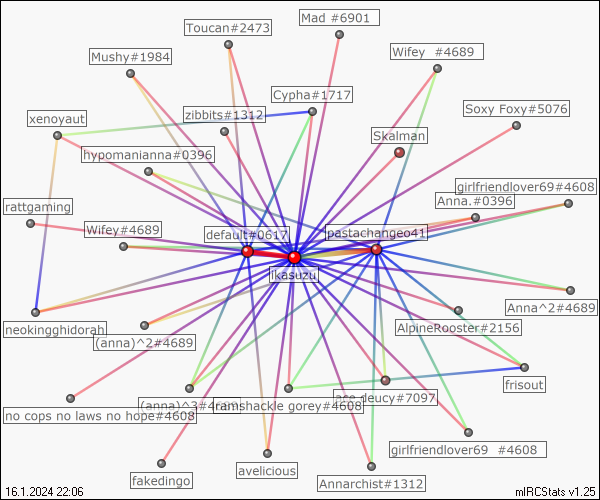 Mad #6901
Toucan#2473
Wifey  #4689
Mushy#1984
Cypha#1717
zibbits#1312
Soxy Foxy#5076
xenoyaut
Skalman
hypomanianna#0396
girlfriendlover69#4608
Anna.#0396
rattgaming
Wifey#4689
default#0617
pastachangeo41
ikasuzu
Anna^2#4689
neokingghidorah
AlpineRooster#2156
(anna)^2#4689
frisout
ace deucy#7097
(anna)^3#4689
ramshackle gorey#4608
no cops no laws no hope#4608
girlfriendlover69  #4608
avelicious
fakedingo
Annarchist#1312
16.1.2024 22:06
mIRCStats v1.25